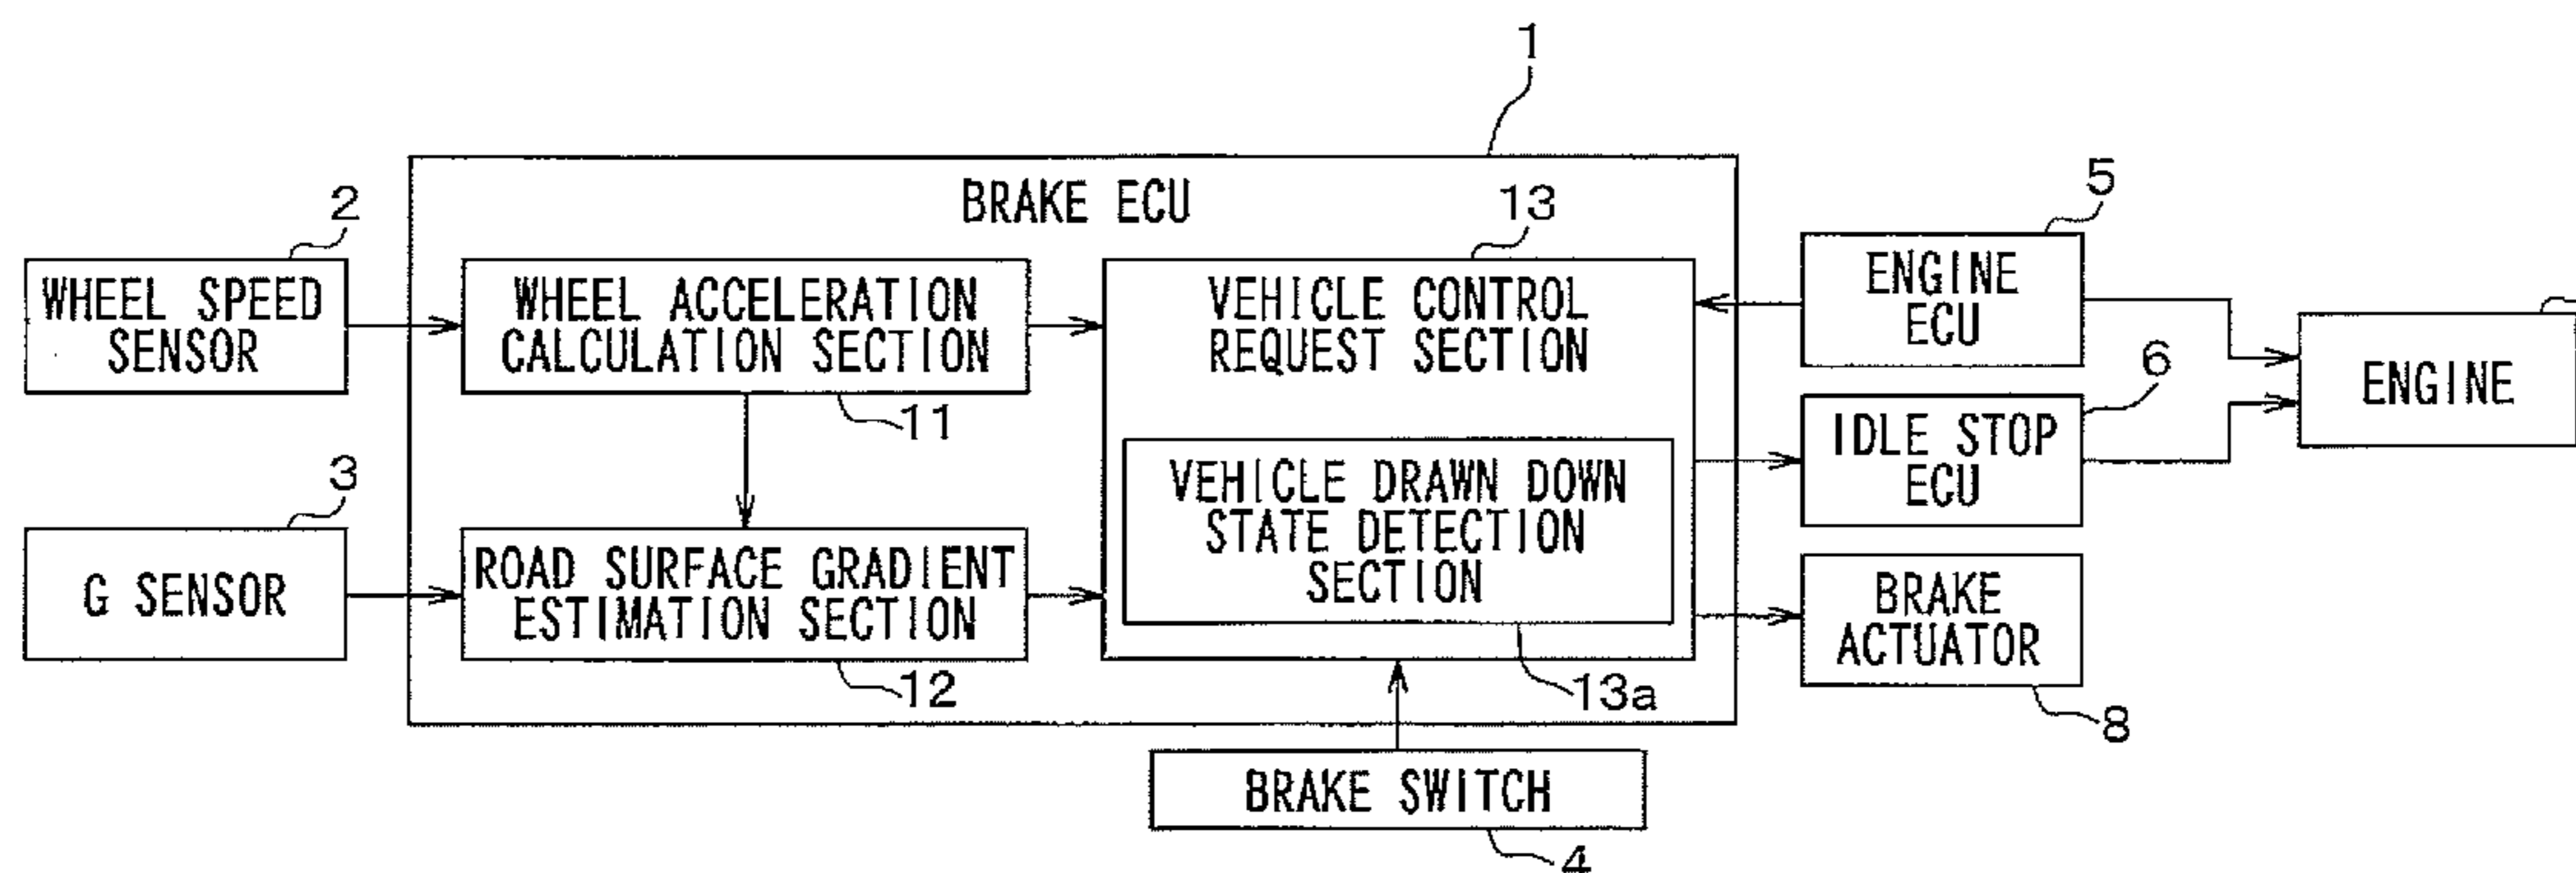 1
BRAKE ECU
2
WHEEL SPEED
SENSOR
WHEEL ACCELERATION
CALCULATION SECTION
11
13
VEHICLE CONTROL
REQUEST SECTION
5
ENGINE
ECU
ENGINE
6
IDLE STOP
ECU
3
G SENSOR
ROAD SURFACE GRADIENT
ESTIMATION SECTION
12
VEHICLE DRAWN DOWN
STATE DETECTION
SECTION
13a
BRAKE
ACTUATOR
8
BRAKE SWITCH
4